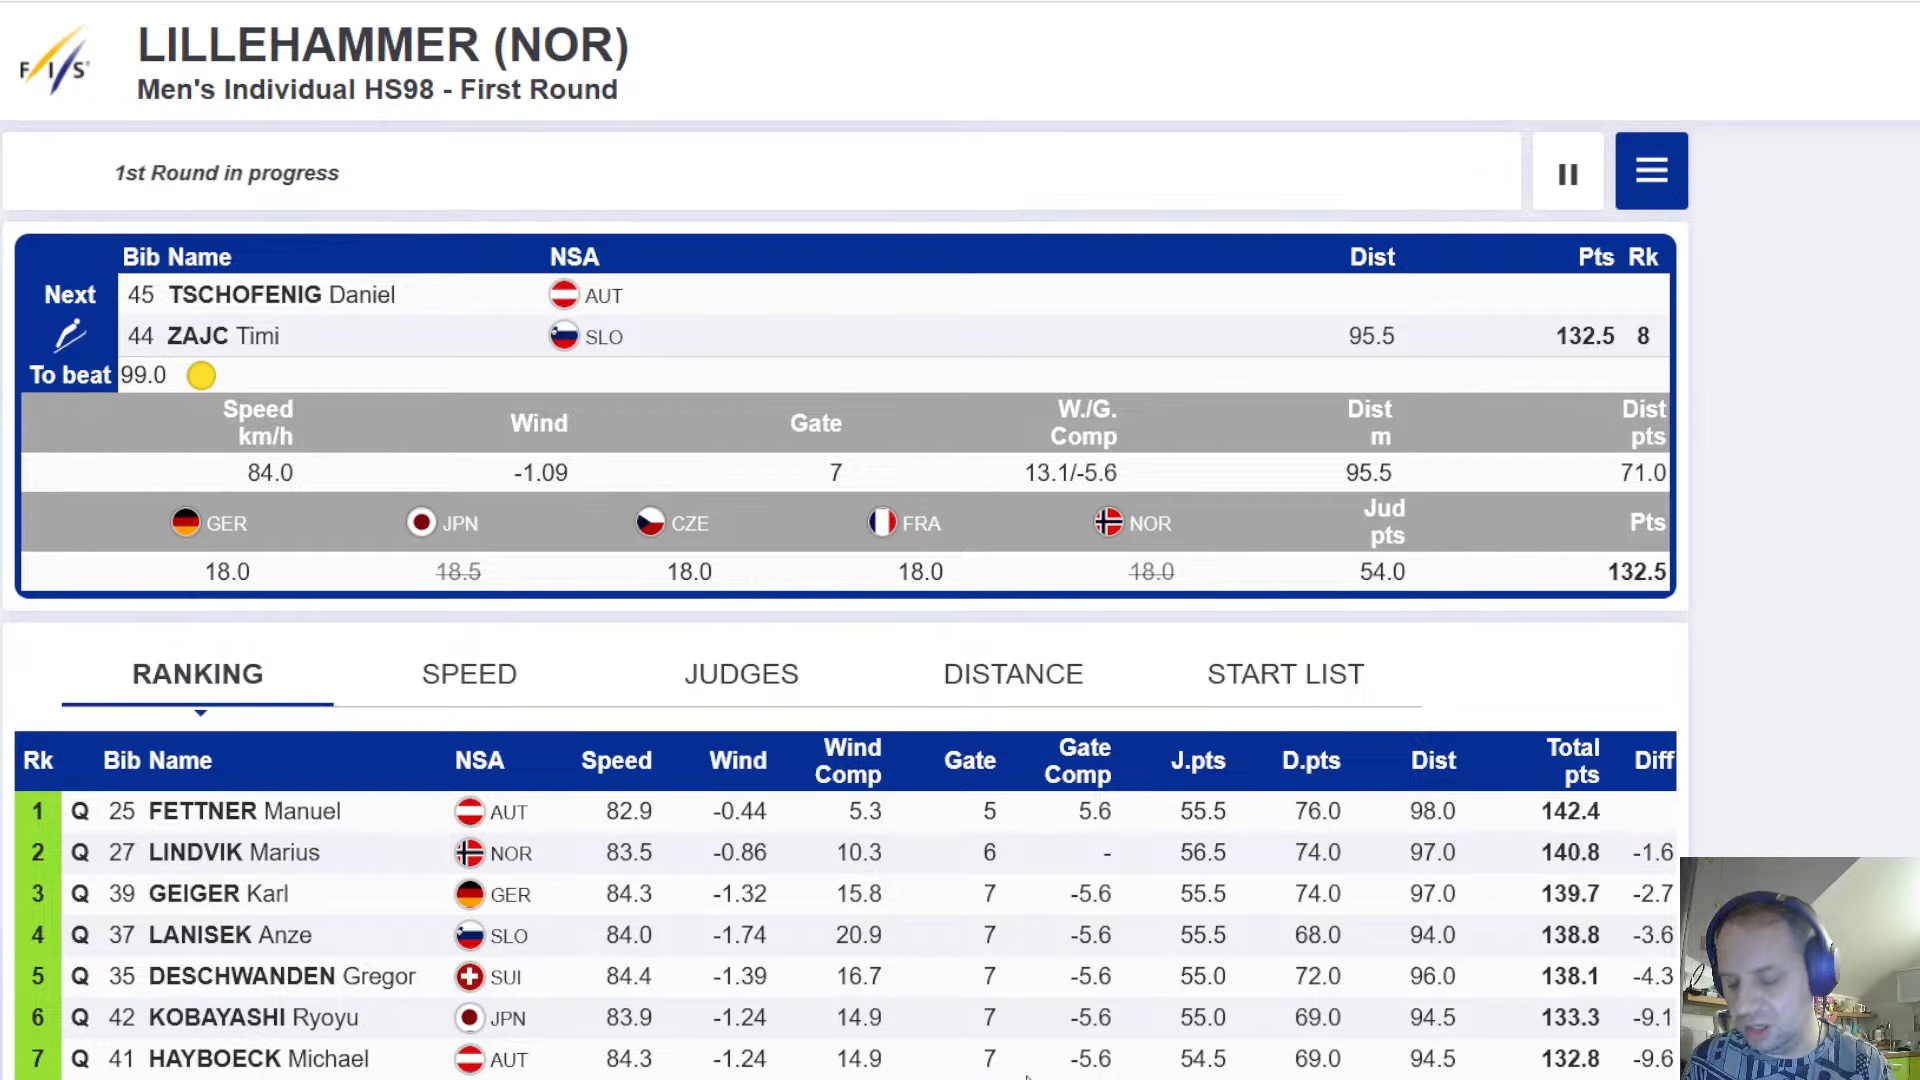 FIS
LILLEHAMMER (NOR)
Men's Individual HS98 - First Round
1st Round in progress
Bib Name NSA Dist Pts Rk
Next 45 TSCHOFENIG Daniel AUT
44 ZAJC Timi SLO 95.5 132.5 8
To beat 99.0
Speed km/h Wind Gate W./G. Comp Dist m Dist pts
84.0 -1.09 7 13.1/-5.6 95.5 71.0
GER JPN CZE FRA NOR Jud pts Pts
18.0 18.5 18.0 18.0 18.0 54.0 132.5
RANKING SPEED JUDGES DISTANCE START LIST
Rk Bib Name NSA Speed Wind Wind Comp Gate Gate Comp J.pts D.pts Dist Total pts Diff
1 Q 25 FETTNER Manuel AUT 82.9 -0.44 5.3 5 5.6 55.5 76.0 98.0 142.4
2 Q 27 LINDVIK Marius NOR 83.5 -0.86 10.3 6 - 56.5 74.0 97.0 140.8 -1.6
3 Q 39 GEIGER Karl GER 84.3 -1.32 15.8 7 -5.6 55.5 74.0 97.0 139.7 -2.7
4 Q 37 LANISEK Anze SLO 84.0 -1.74 20.9 7 -5.6 55.5 68.0 94.0 138.8 -3.6
5 Q 35 DESCHWANDEN Gregor SUI 84.4 -1.39 16.7 7 -5.6 55.0 72.0 96.0 138.1 -4.3
6 Q 42 KOBAYASHI Ryoyu JPN 83.9 -1.24 14.9 7 -5.6 55.0 69.0 94.5 133.3 -9.1
7 Q 41 HAYBOECK Michael AUT 84.3 -1.24 14.9 7 -5.6 54.5 69.0 94.5 132.8 -9.6